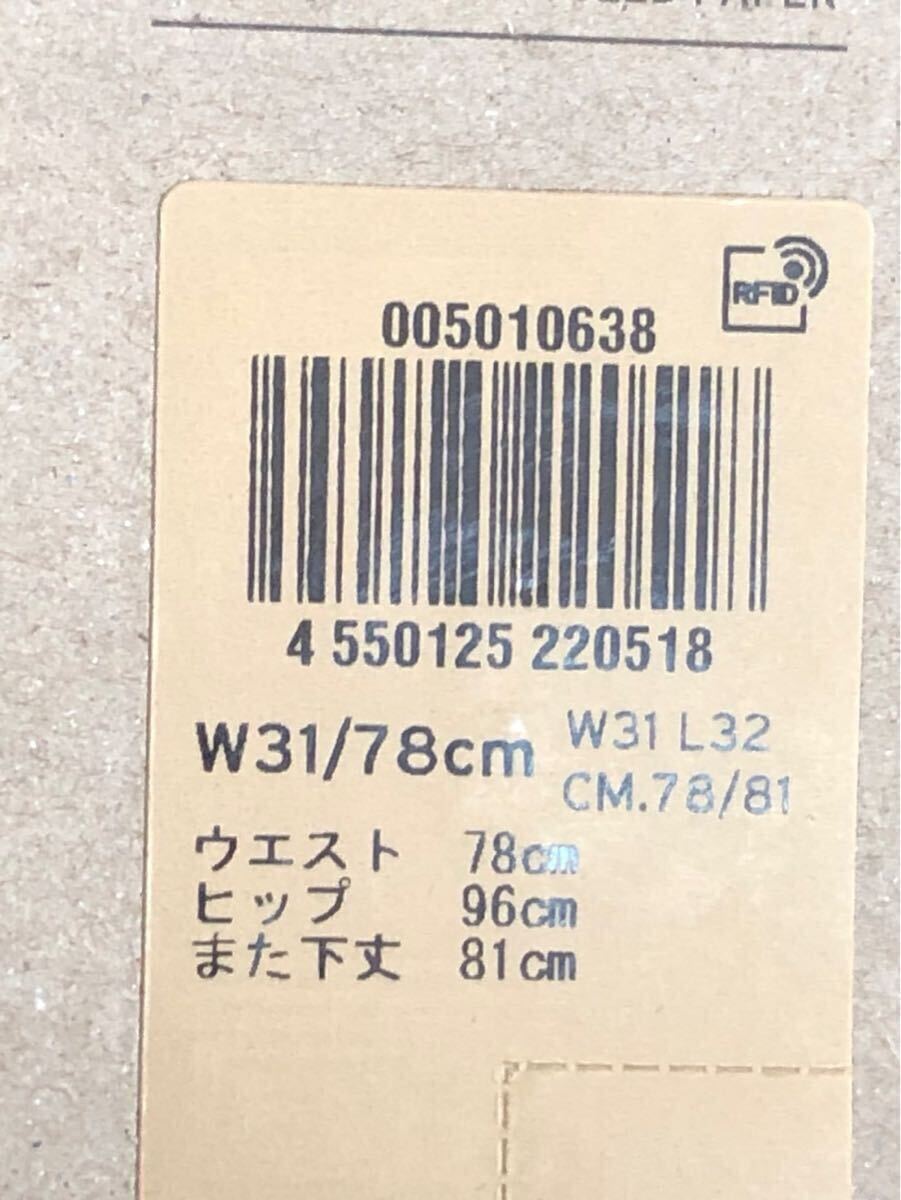 PAPER
RFID
005010638
4 550125 220518
W31/78cm
W31 L32
CM.78/81
ウエスト 78cm
ヒップ 96cm
また下丈 81cm